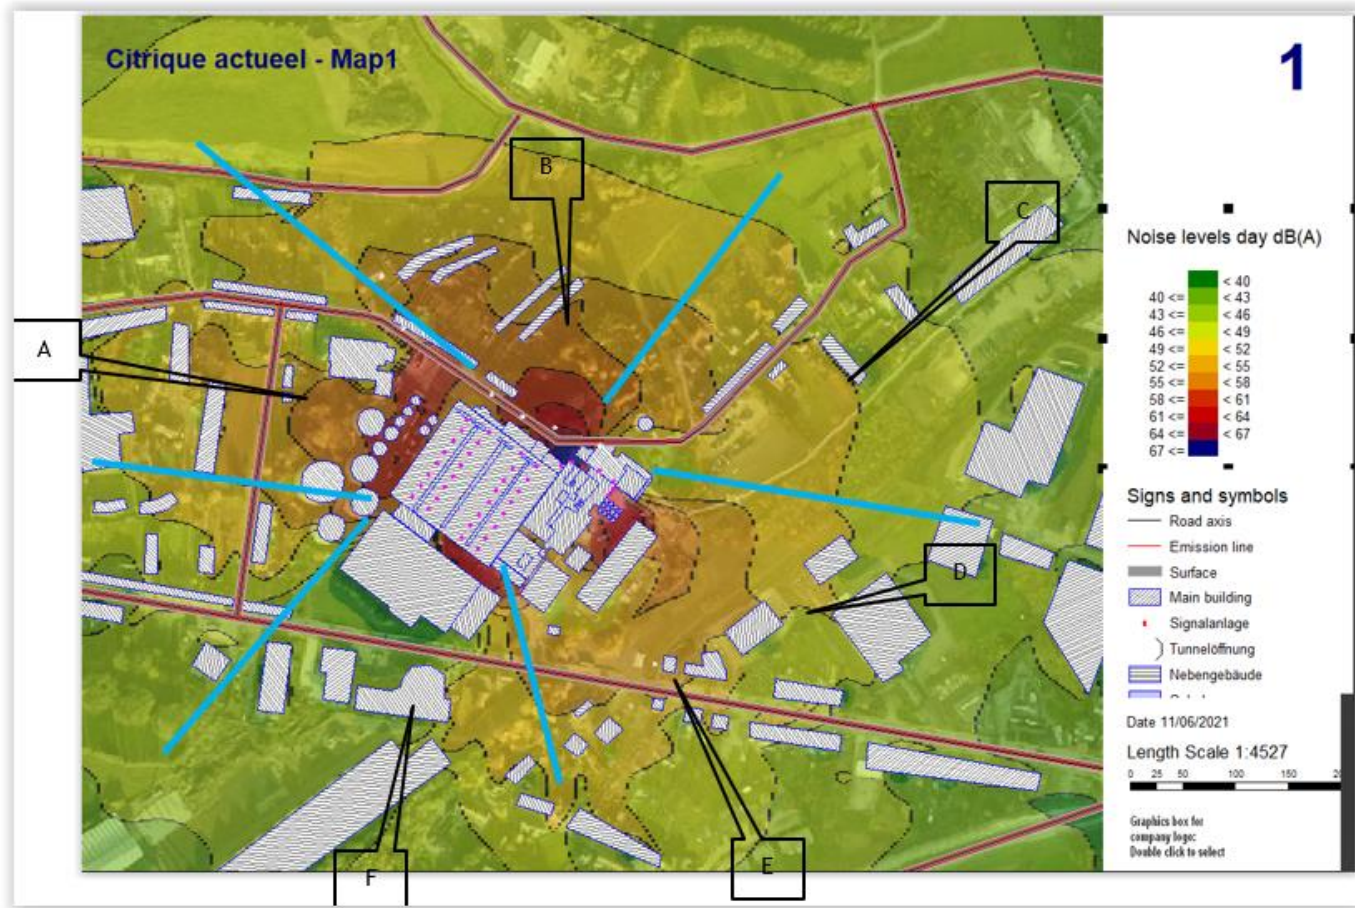 Citrique actueel - Map1
1
A
B
C
D
E
F
Noise levels day dB(A)
< 40
40 <= < 43
43 <= < 46
46 <= < 49
49 <= < 52
52 <= < 55
55 <= < 58
58 <= < 61
61 <= < 64
64 <= < 67
67 <=
Signs and symbols
Road axis
Emission line
Surface
Main building
Signalanlage
Tunnelöffnung
Nebengebäude
Date 11/06/2021
Length Scale 1:4527
0 25 50 100 150
Graphics box for
company logo:
Double click to select